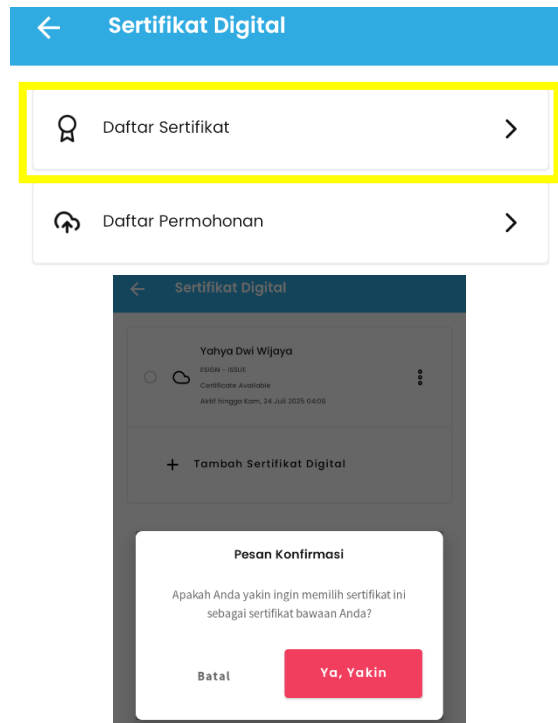 Sertifikat Digital
Daftar Sertifikat
Daftar Permohonan
Sertifikat Digital
Yahya Dwi Wijaya
ESIGN - ISSUE
Certificate Available
Aktif hingga Kam, 24 Juli 2025 04:00
Tambah Sertifikat Digital
Pesan Konfirmasi
Apakah Anda yakin ingin memilih sertifikat ini
sebagai sertifikat bawaan Anda?
Batal
Ya, Yakin